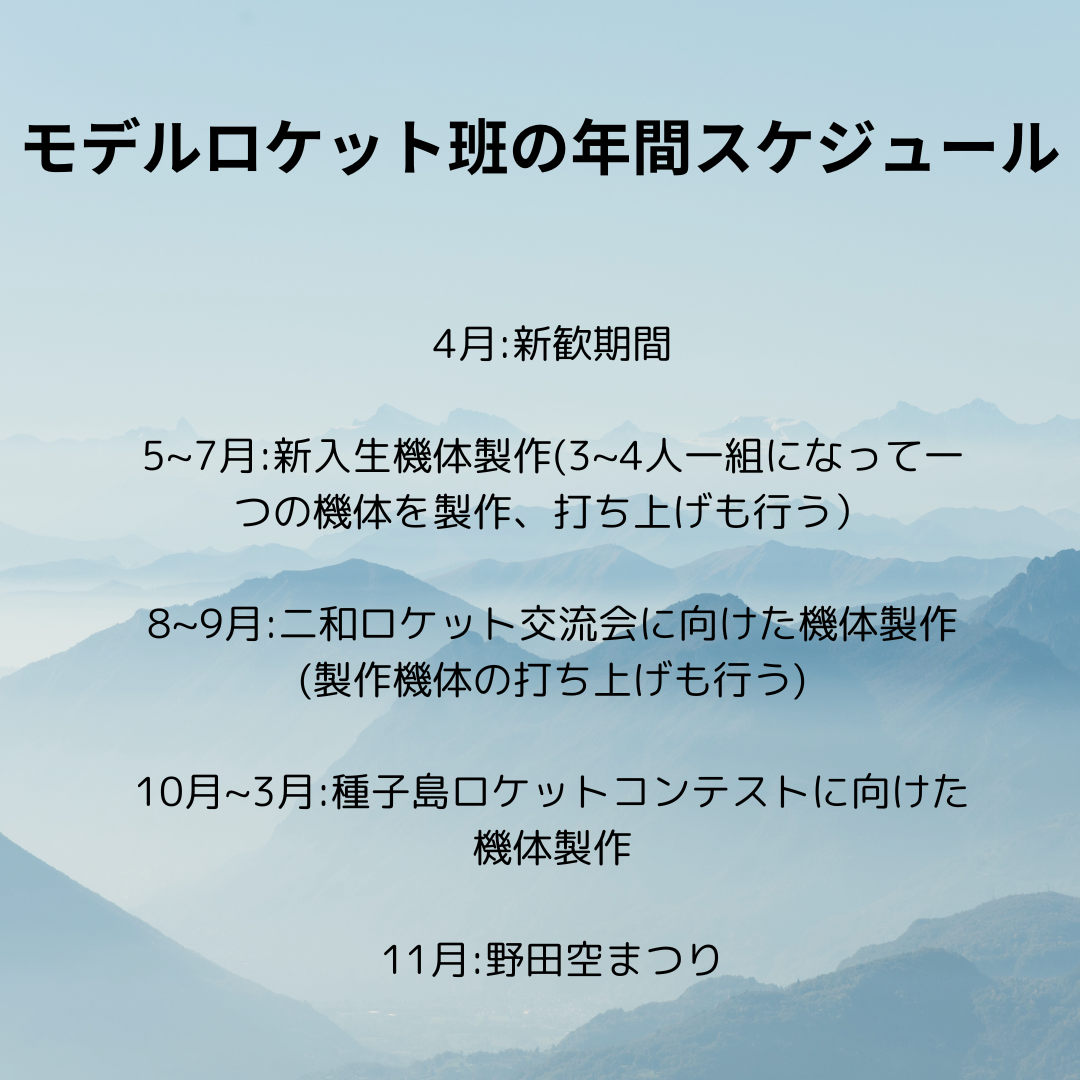 モデルロケット班の年間スケジュール
4月:新歓期間
5~7月:新入生機体製作(3~4人一組になって一
つの機体を製作、打ち上げも行う）
8~9月:二和ロケット交流会に向けた機体製作
(製作機体の打ち上げも行う)
10月~3月:種子島ロケットコンテストに向けた
機体製作
11月:野田空まつり